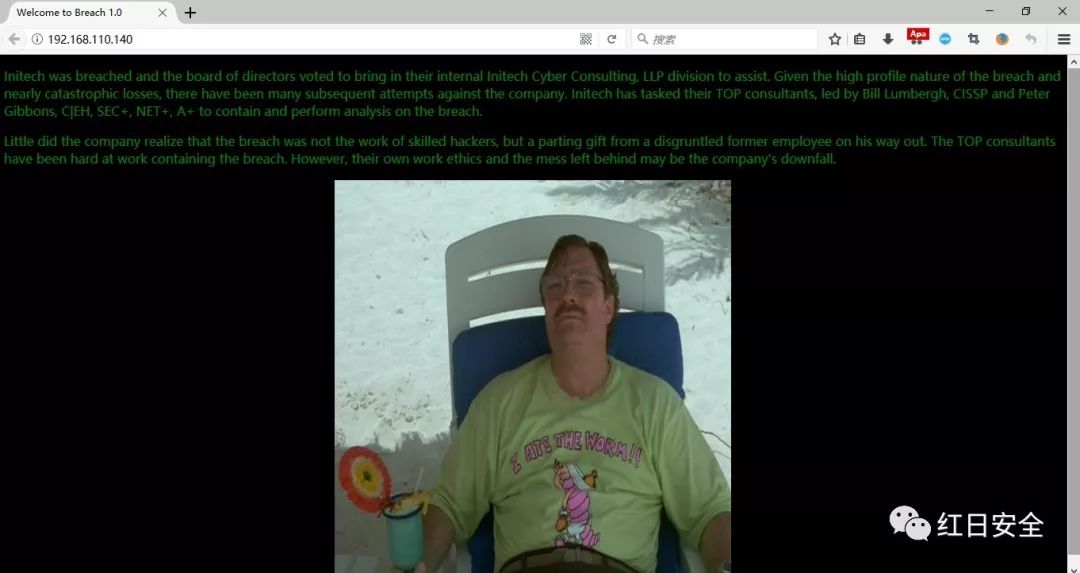 Welcome to Breach 1.0
192.168.110.140
搜索
Apa
Initech was breached and the board of directors voted to bring in their internal Initech Cyber Consulting, LLP division to assist. Given the high profile nature of the breach and
nearly catastrophic losses, there have been many subsequent attempts against the company. Initech has tasked their TOP consultants, led by Bill Lumbergh, CISSP and Peter
Gibbons, C|EH, SEC+, NET+, A+ to contain and perform analysis on the breach.
Little did the company realize that the breach was not the work of skilled hackers, but a parting gift from a disgruntled former employee on his way out. The TOP consultants
have been hard at work containing the breach. However, their own work ethics and the mess left behind may be the company's downfall.
I ATE THE WORM!!
红日安全